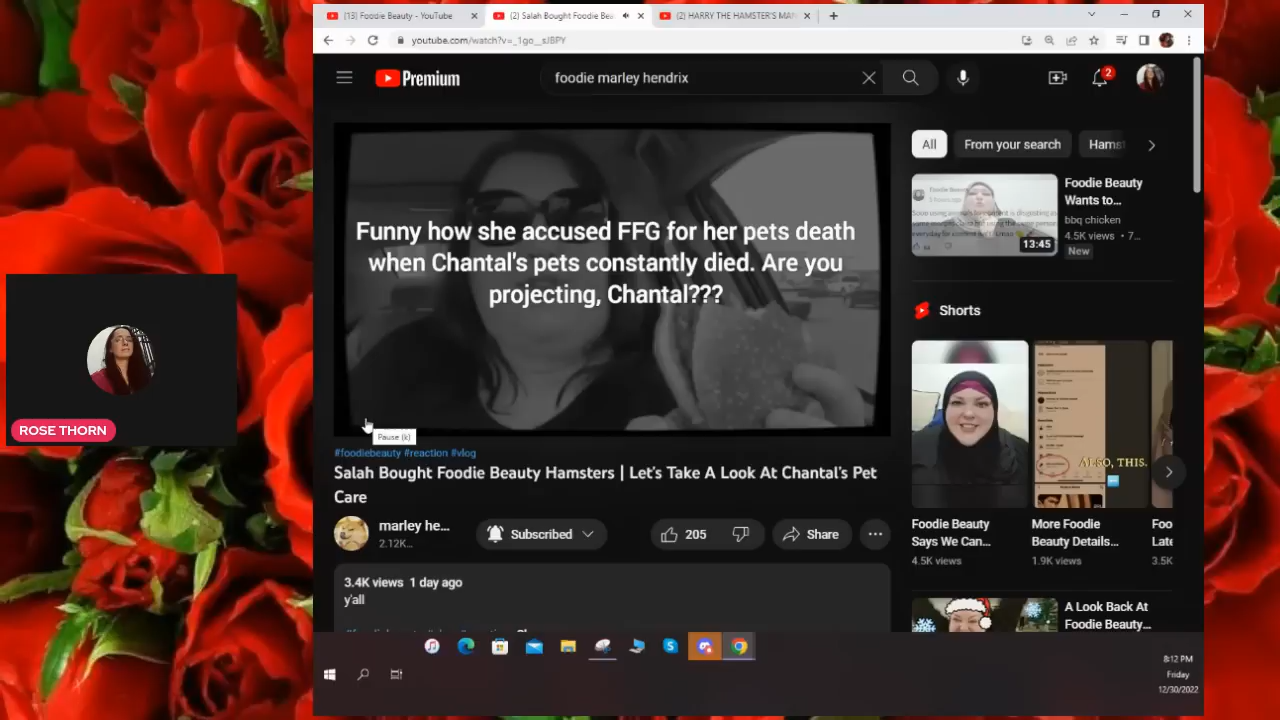 [13] Foodie Beauty - YouTube
(2) Salah Bought Foodie Bea
(2) HARRY THE HAMSTER'S MAN
youtube.com/watch?v=_1go__sJBPY
Premium
foodie marley hendrix
2
All
From your search
Hams
Funny how she accused FFG for her pets death
when Chantal's pets constantly died. Are you
projecting, Chantal???
Pause (k)
Foodie Beauty
Wants to...
bbq chicken
4.5K views • 7...
New
13:45
Shorts
ALSO, THIS.
Foodie Beauty
Says We Can...
4.5K views
More Foodie
Beauty Details...
1.9K views
Foo
Late
3.5K
A Look Back At
Foodie Beauty...
#foodiebeauty #reaction #vlog
Salah Bought Foodie Beauty Hamsters | Let's Take A Look At Chantal's Pet
Care
marley he...
2.12K...
Subscribed
205
Share
3.4K views 1 day ago
y'all
ROSE THORN
8:12 PM
Friday
12/30/2022